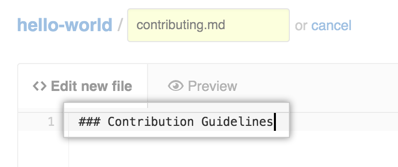 hello-world / contributing.md or cancel
<> Edit new file Preview
1 ### Contribution Guidelines